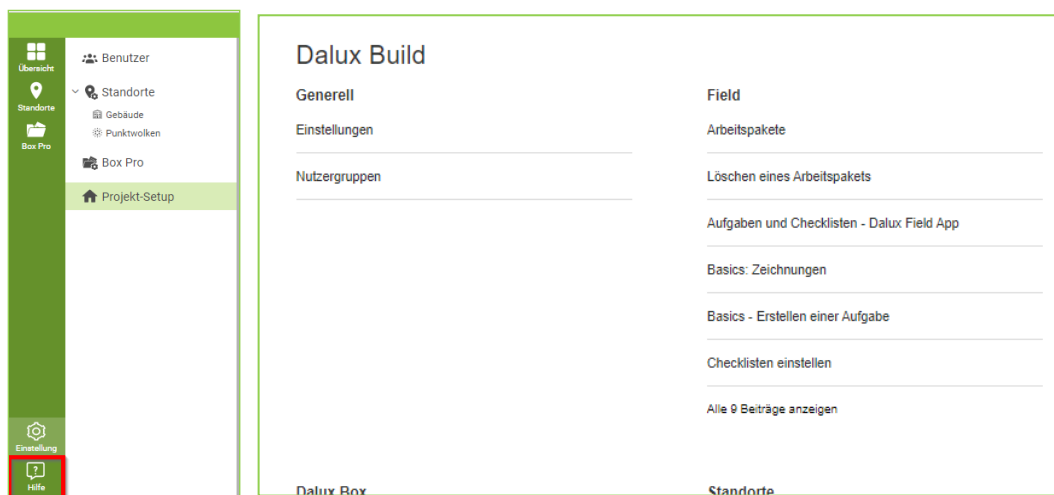 Übersicht
Standorte
Box Pro
Einstellung
Hilfe
Benutzer
Standorte
Gebäude
Punktwolken
Box Pro
Projekt-Setup
Dalux Build
Generell
Einstellungen
Nutzergruppen
Field
Arbeitspakete
Löschen eines Arbeitspakets
Aufgaben und Checklisten - Dalux Field App
Basics: Zeichnungen
Basics - Erstellen einer Aufgabe
Checklisten einstellen
Alle 9 Beiträge anzeigen
Dalux Box
Standorte